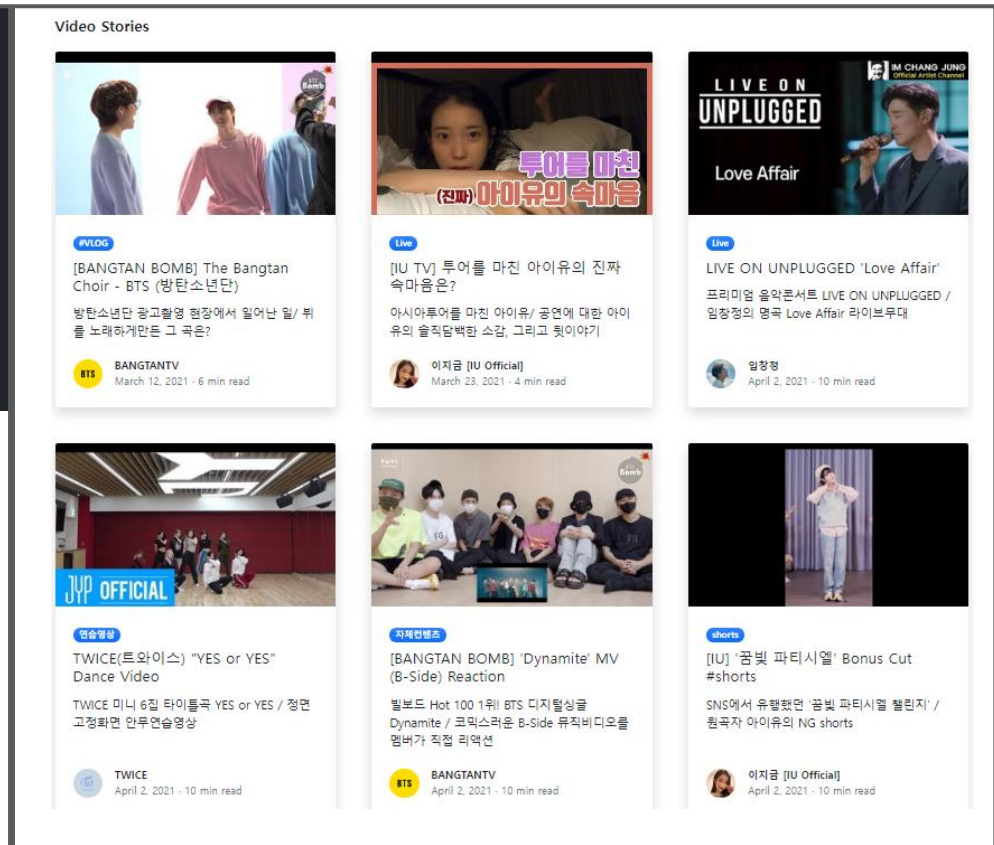 Video Stories
BTS
Bomb
투어를 마친
(진짜) 아이유의 속마음
IM CHANG JUNG
Official Artist Channel
LIVE ON
UNPLUGGED
Love Affair
#VLOG
[BANGTAN BOMB] The Bangtan
Choir - BTS (방탄소년단)
방탄소년단 광고촬영 현장에서 일어난 일/ 뷔
를 노래하게만든 그 곡은?
BTS
BANGTANTV
March 12, 2021 · 6 min read
Live
[IU TV] 투어를 마친 아이유의 진짜
속마음은?
아시아투어를 마친 아이유/ 공연에 대한 아이
유의 솔직담백한 소감, 그리고 뒷이야기
이지금 [IU Official]
March 23, 2021 · 4 min read
Live
LIVE ON UNPLUGGED 'Love Affair'
프리미엄 음악콘서트 LIVE ON UNPLUGGED /
임창정의 명곡 Love Affair 라이브무대
임창정
April 2, 2021 · 10 min read
JYP OFFICIAL
BTS
Bomb
FG
FG
연습영상
TWICE(트와이스) "YES or YES"
Dance Video
TWICE 미니 6집 타이틀곡 YES or YES / 정면
고정화면 안무연습영상
TWICE
April 2, 2021 · 10 min read
자체컨텐츠
[BANGTAN BOMB] 'Dynamite' MV
(B-Side) Reaction
빌보드 Hot 100 1위! BTS 디지털싱글
Dynamite / 코믹스러운 B-Side 뮤직비디오를
멤버가 직접 리액션
BTS
BANGTANTV
April 2, 2021 · 10 min read
shorts
[IU] '꿈빛 파티시엘' Bonus Cut
#shorts
SNS에서 유행했던 '꿈빛 파티시엘 챌린지' /
원곡자 아이유의 NG shorts
이지금 [IU Official]
April 2, 2021 · 10 min read